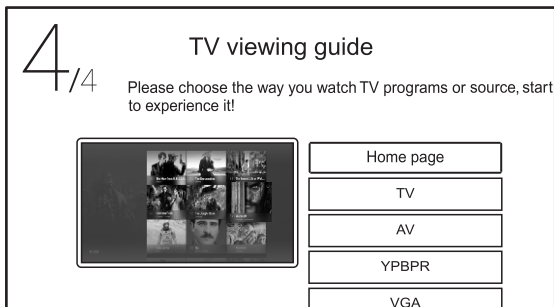 4/4
TV viewing guide
Please choose the way you watch TV programs or source, start
to experience it!
Home page
TV
AV
YPBPR
VGA